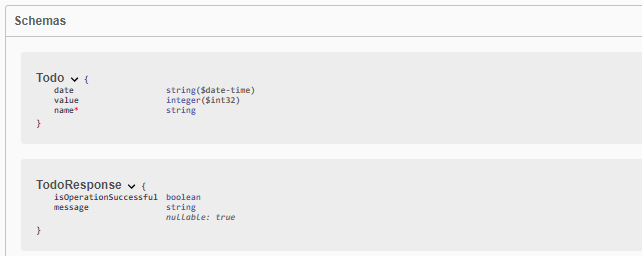 Schemas
Todo {
date string($date-time)
value integer($int32)
name* string
}
TodoResponse {
isOperationSuccessful boolean
message string
nullable: true
}